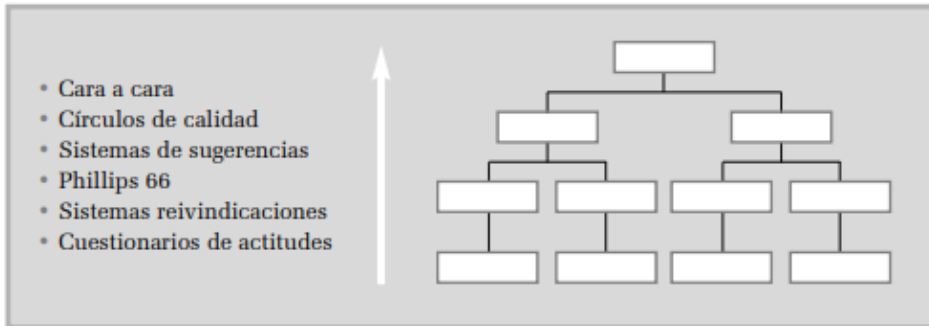 • Cara a cara
• Círculos de calidad
• Sistemas de sugerencias
• Phillips 66
• Sistemas reivindicaciones
• Cuestionarios de actitudes